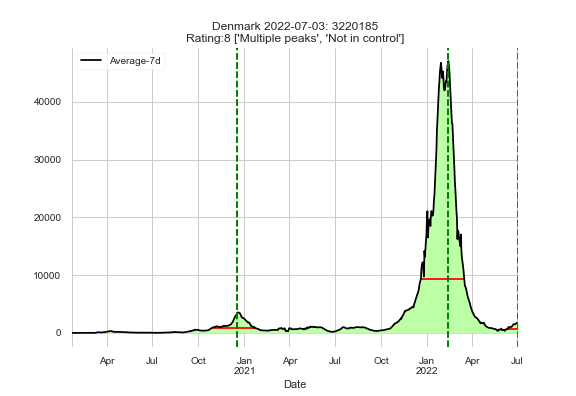 Denmark 2022-07-03: 3220185
Rating:8 ['Multiple peaks', 'Not in control']
Average-7d
40000
30000
20000
10000
0
Apr Jul Oct Jan Apr Jul Oct Jan Apr Jul
2021 2022
Date